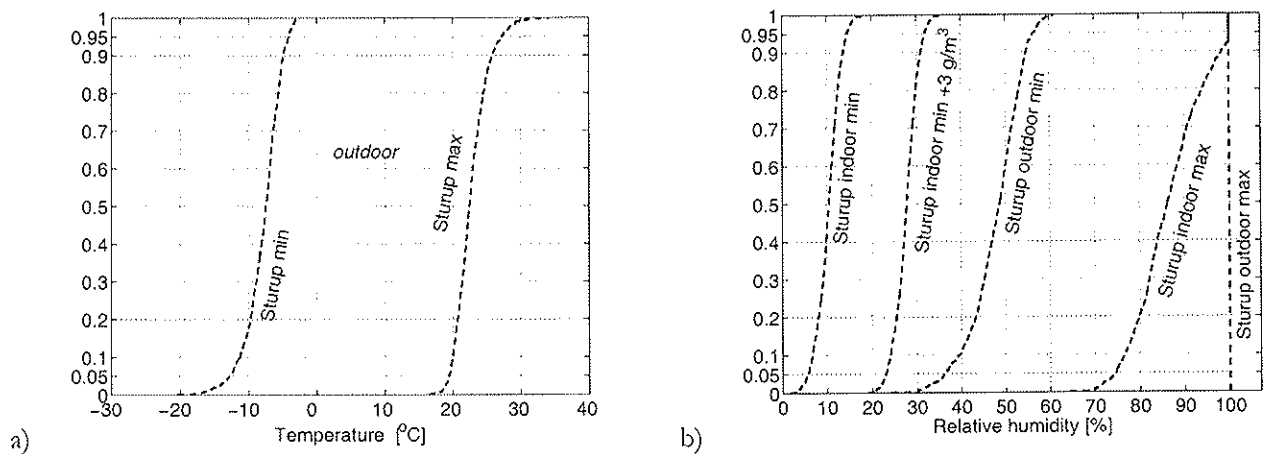 1
0.95
0.9
0.8
0.7
0.6
0.5
0.4
0.3
0.2
0.1
0.05
0
Sturup min
outdoor
Sturup max
−30 −20 −10 0 10 20 30 40
Temperature [°C]
a)
1
0.95
0.9
0.8
0.7
0.6
0.5
0.4
0.3
0.2
0.1
0.05
0
Sturup indoor min
Sturup indoor min +3 g/m³
Sturup outdoor min
Sturup indoor max
Sturup outdoor max
0 10 20 30 40 50 60 70 80 90 100
Relative humidity [%]
b)